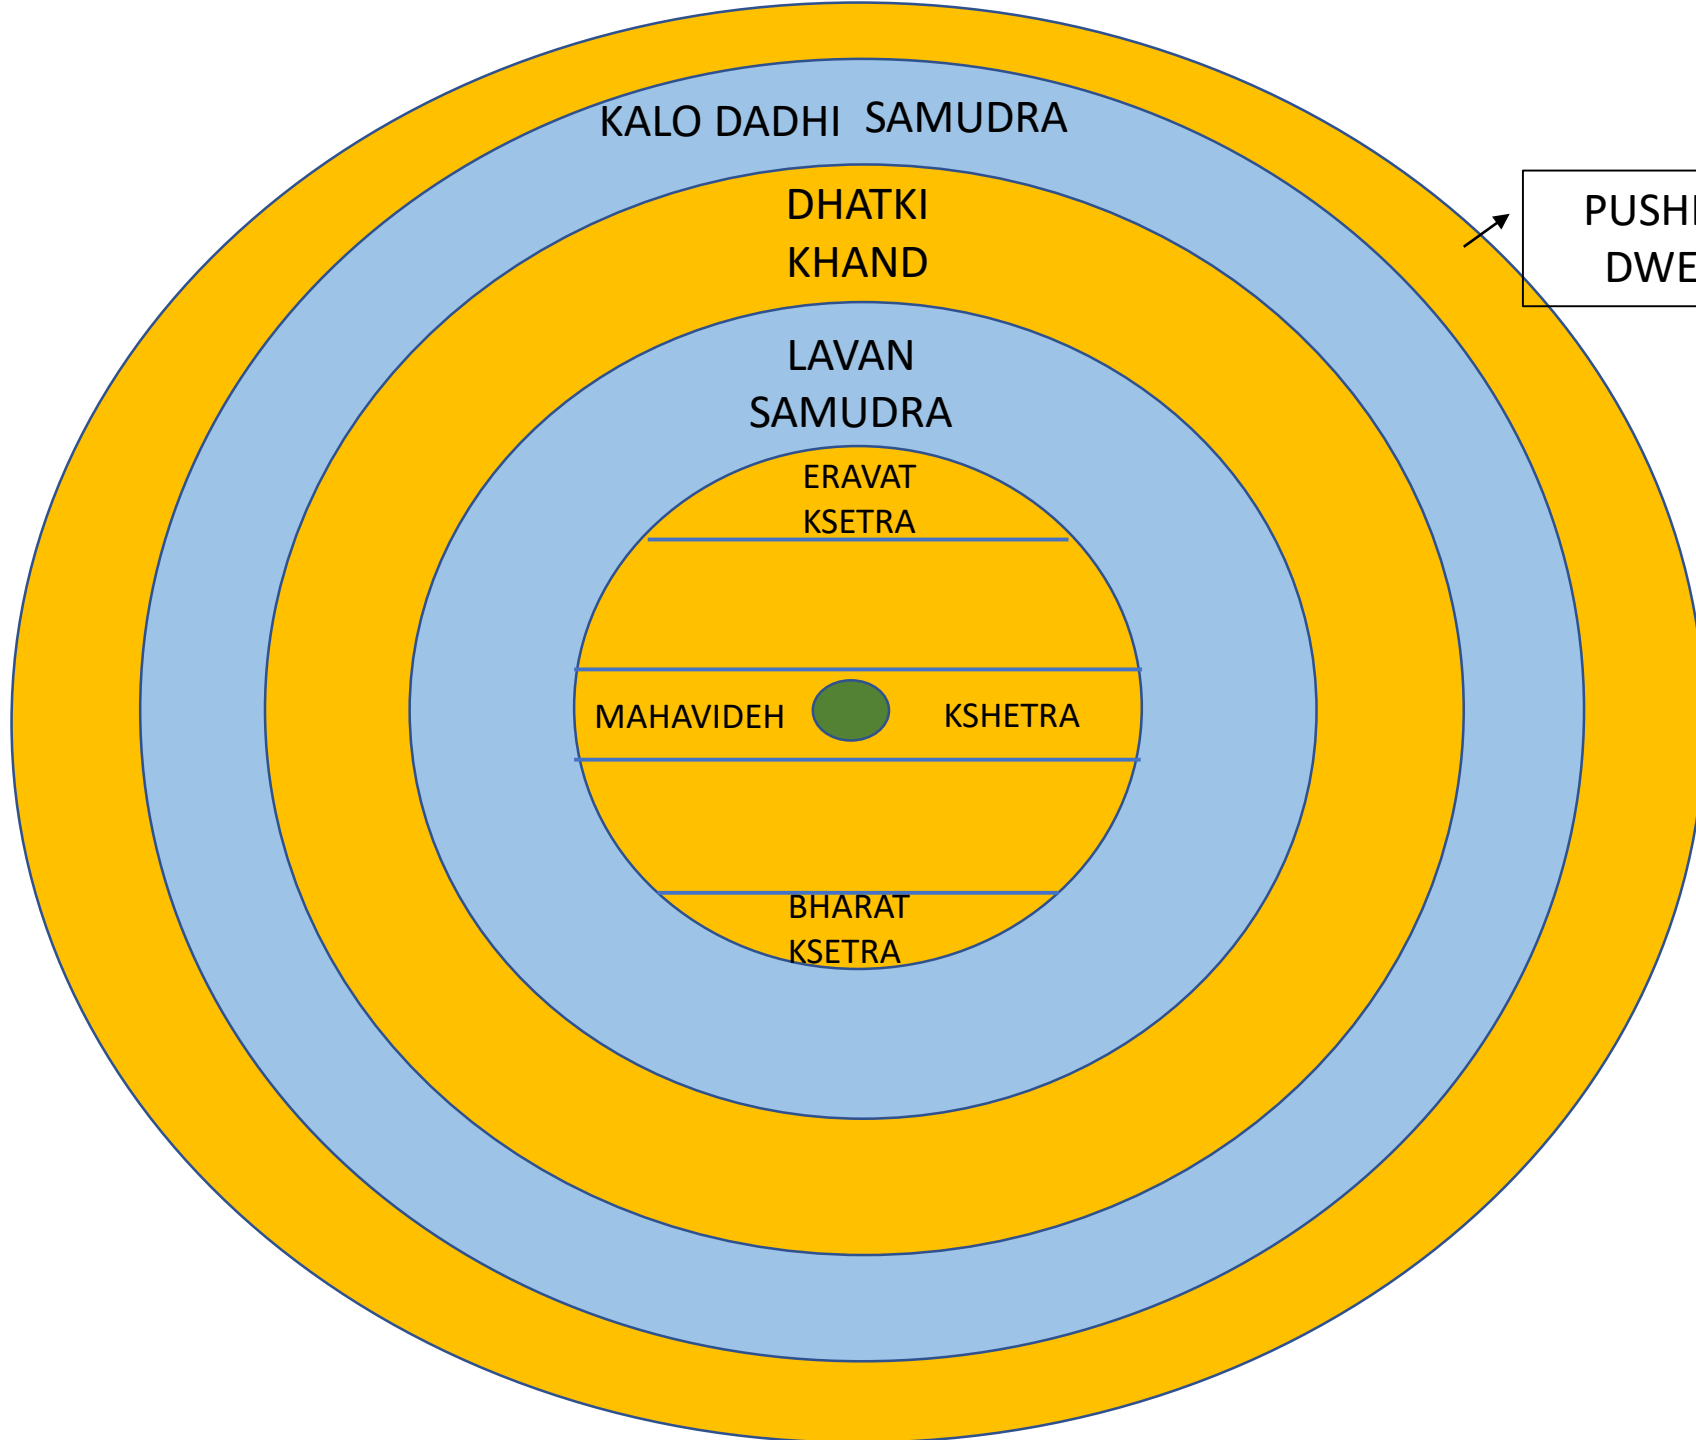 KALO DADHI SAMUDRA
DHATKI
KHAND
LAVAN
SAMUDRA
ERAVAT
KSETRA
MAHAVIDEH KSHETRA
BHARAT
KSETRA